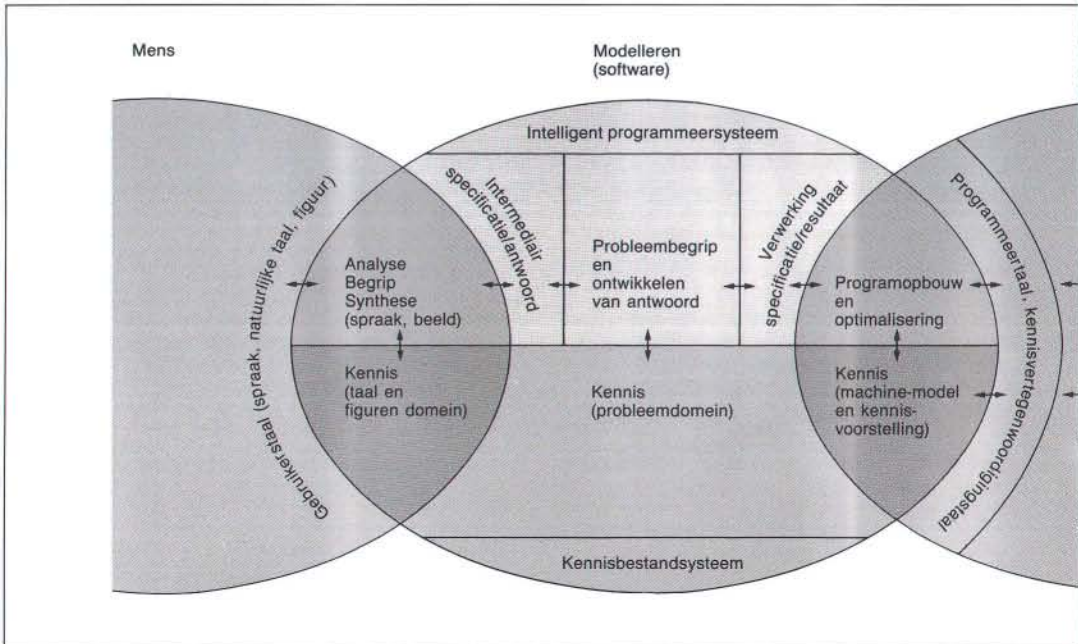 Mens
Modelleren
(software)
Intelligent programmeersysteem
Gebruikerstaal (spraak, natuurlijke taal, figuur)
Analyse
Begrip
Synthese
(spraak, beeld)
Kennis
(taal en
figuren domein)
Intermediair
specificatie/antwoord
Probleembegrip
en
ontwikkelen
van antwoord
Kennis
(probleemdomein)
Verwerking
specificatie/resultaat
Programopbouw
en
optimalisering
Kennis
(machine-model
en kennis-
voorstelling)
Programmeertaal, kennisvertegenwoordigingstaal
Kennisbestandsysteem